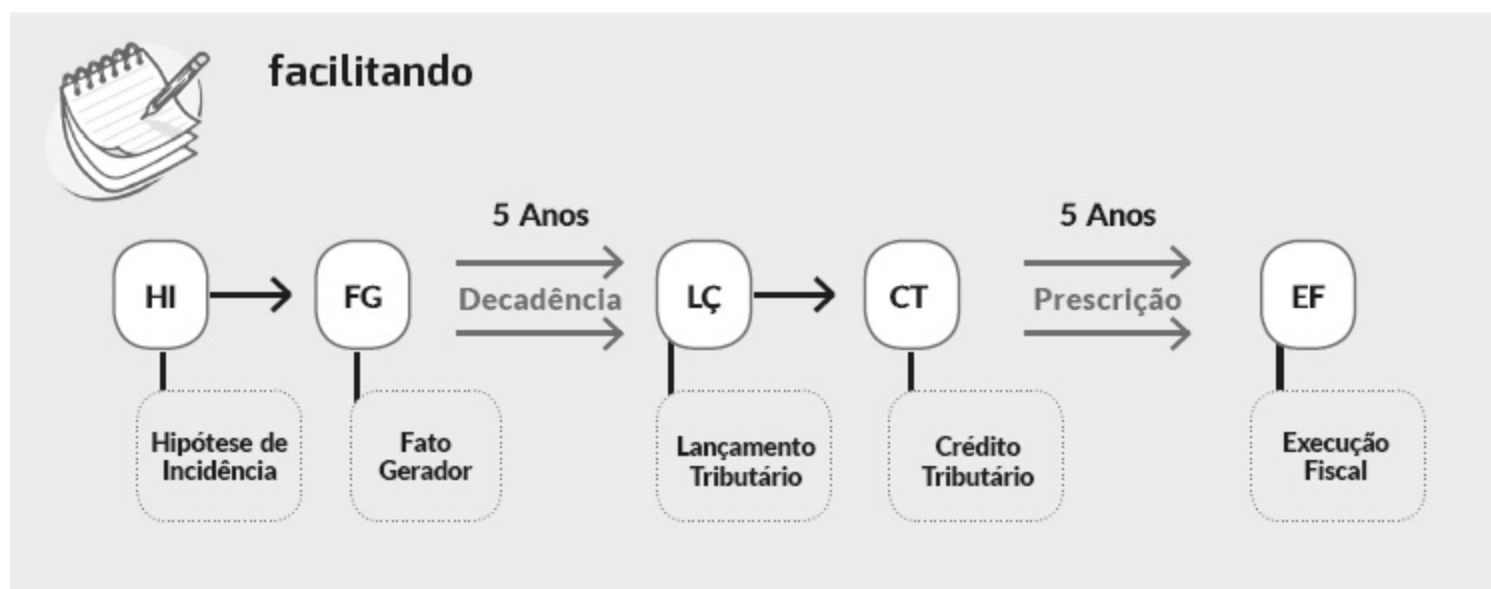 facilitando
5 Anos
5 Anos
HI
FG
Decadência
LÇ
CT
Prescrição
EF
Hipótese de
Incidência
Fato
Gerador
Lançamento
Tributário
Crédito
Tributário
Execução
Fiscal